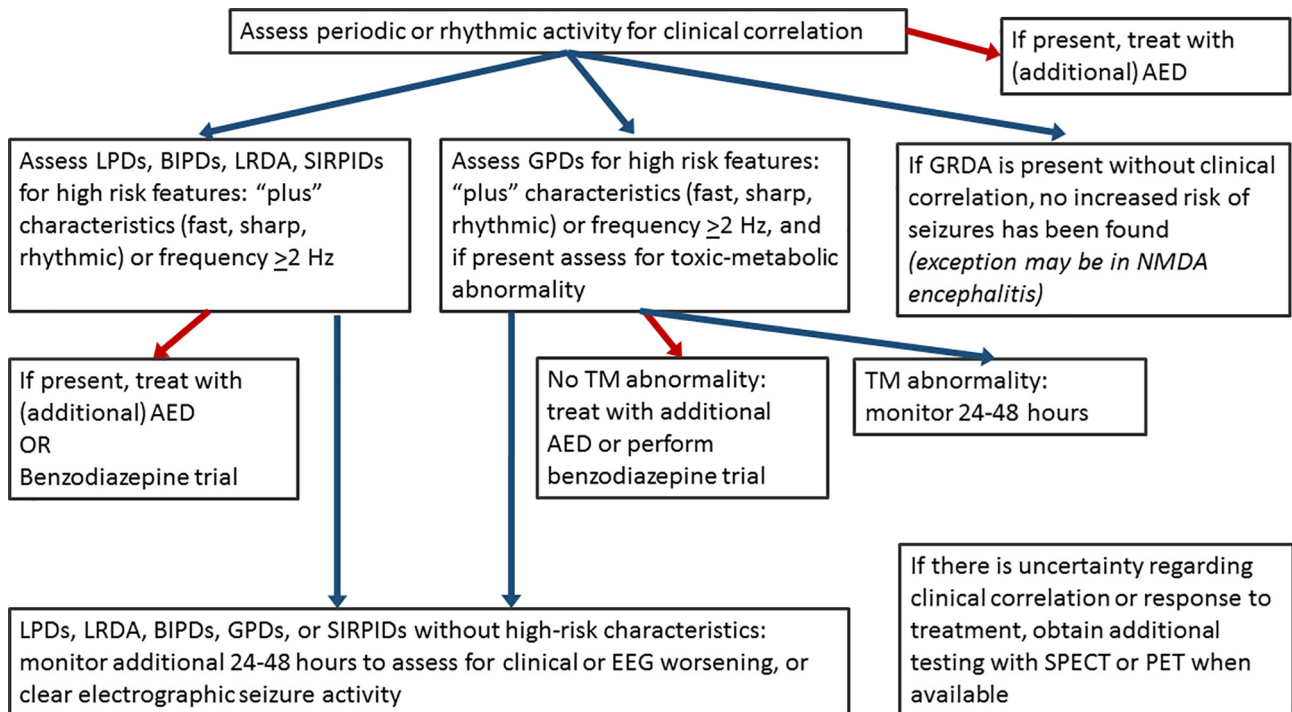 Assess periodic or rhythmic activity for clinical correlation
If present, treat with
(additional) AED
Assess LPDs, BIPDs, LRDA, SIRPIDs
for high risk features: “plus”
characteristics (fast, sharp,
rhythmic) or frequency ≥2 Hz
Assess GPDs for high risk features:
“plus” characteristics (fast, sharp,
rhythmic) or frequency ≥2 Hz, and
if present assess for toxic-metabolic
abnormality
If GRDA is present without clinical
correlation, no increased risk of
seizures has been found
(exception may be in NMDA
encephalitis)
If present, treat with
(additional) AED
OR
Benzodiazepine trial
No TM abnormality:
treat with additional
AED or perform
benzodiazepine trial
TM abnormality:
monitor 24-48 hours
LPDs, LRDA, BIPDs, GPDs, or SIRPIDs without high-risk characteristics:
monitor additional 24-48 hours to assess for clinical or EEG worsening, or
clear electrographic seizure activity
If there is uncertainty regarding
clinical correlation or response to
treatment, obtain additional
testing with SPECT or PET when
available